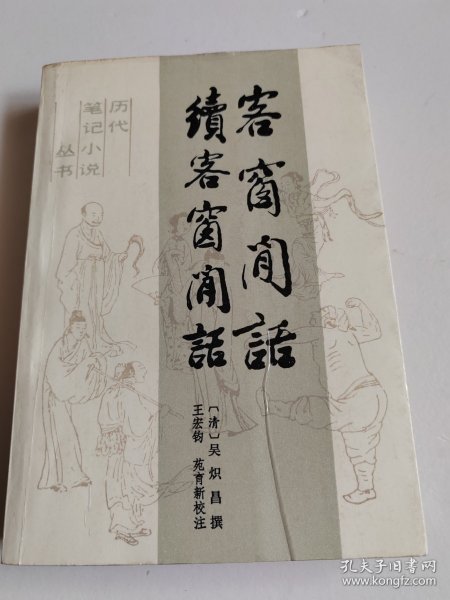 历代
笔记小说
丛书
客窗闲話
續客窗闲話
〔清〕吴炽昌 撰
王宏钧 苑育新校注
孔夫子旧书网
www.kongfz.com